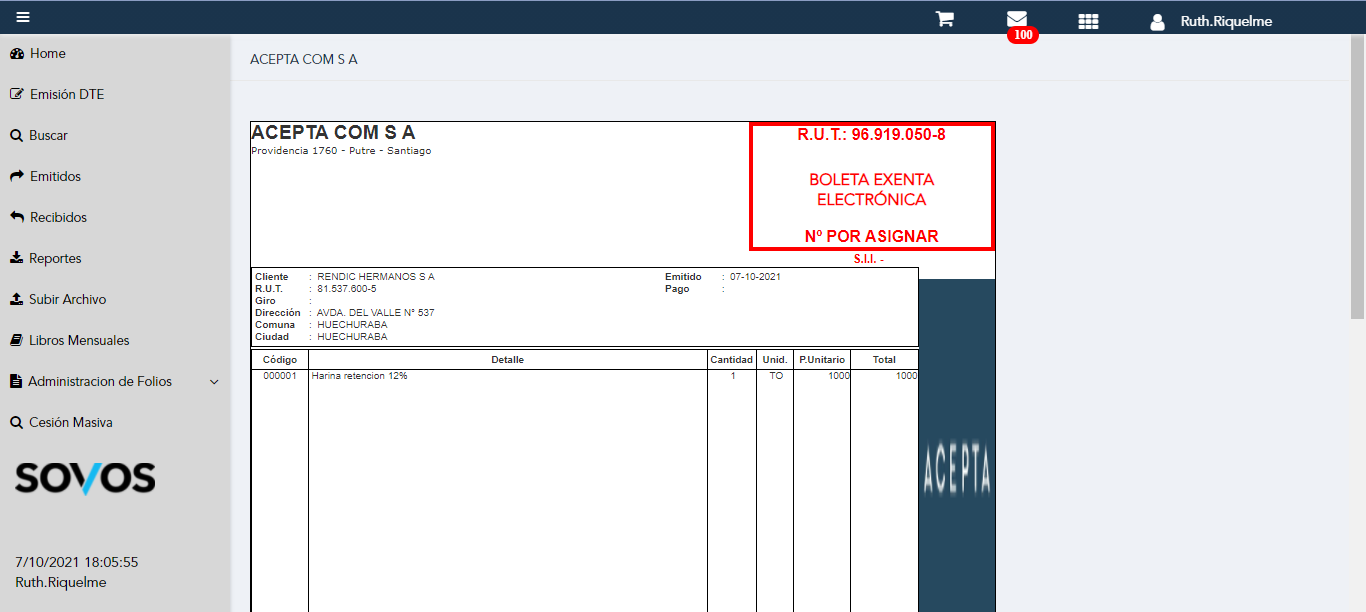 Ruth.Riquelme
100
Home
Emisión DTE
Buscar
Emitidos
Recibidos
Reportes
Subir Archivo
Libros Mensuales
Administracion de Folios
Cesión Masiva
SOVOS
7/10/2021 18:05:55
Ruth.Riquelme
ACEPTA COM S A
ACEPTA COM S A
Providencia 1760 - Putre - Santiago
R.U.T.: 96.919.050-8
BOLETA EXENTA
ELECTRÓNICA
Nº POR ASIGNAR
S.I.I. -
Cliente : RENDIC HERMANOS S A Emitido : 07-10-2021
R.U.T. : 81.537.600-5 Pago :
Giro :
Dirección : AVDA. DEL VALLE N° 537
Comuna : HUECHURABA
Ciudad : HUECHURABA
Código Detalle Cantidad Unid. P.Unitario Total
000001 Harina retencion 12% 1 TO 1000 1000
ACEPTA